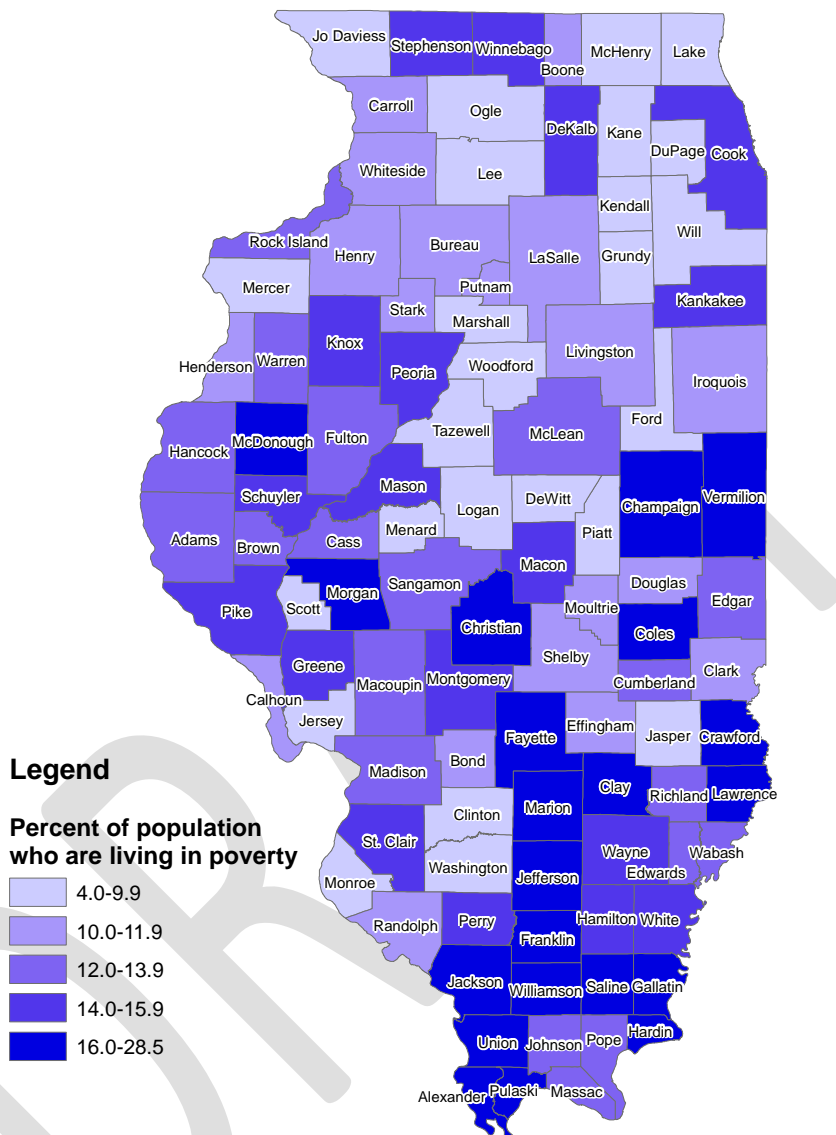 Jo Daviess
Stephenson
Winnebago
Boone
McHenry
Lake
Carroll
Ogle
DeKalb
Kane
DuPage
Cook
Whiteside
Lee
Kendall
Will
Rock Island
Henry
Bureau
LaSalle
Grundy
Mercer
Putnam
Kankakee
Stark
Marshall
Knox
Henderson
Warren
Peoria
Woodford
Livingston
Iroquois
Ford
Hancock
McDonough
Fulton
Tazewell
McLean
Schuyler
Mason
Logan
DeWitt
Champaign
Vermilion
Adams
Brown
Cass
Menard
Piatt
Macon
Pike
Scott
Morgan
Sangamon
Christian
Moultrie
Douglas
Edgar
Coles
Greene
Macoupin
Montgomery
Shelby
Cumberland
Clark
Calhoun
Jersey
Fayette
Effingham
Jasper
Crawford
Madison
Bond
Clay
Richland
Lawrence
Clinton
Marion
St. Clair
Washington
Wayne
Edwards
Wabash
Monroe
Jefferson
Randolph
Perry
Franklin
Hamilton
White
Jackson
Williamson
Saline
Gallatin
Union
Johnson
Pope
Hardin
Alexander
Pulaski
Massac
Legend
Percent of population
who are living in poverty
4.0-9.9
10.0-11.9
12.0-13.9
14.0-15.9
16.0-28.5